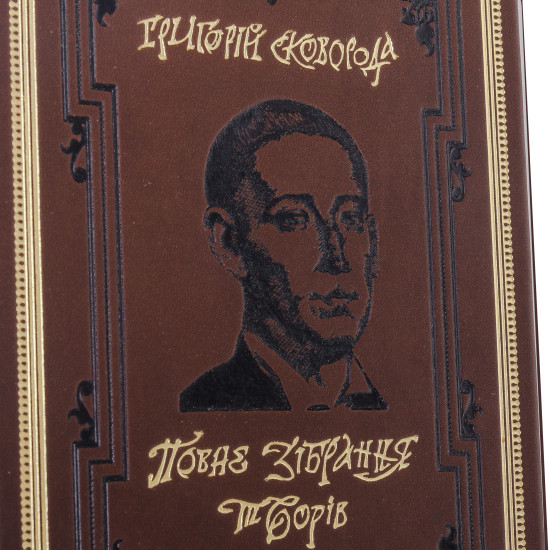 Григорій Сковорода
Повне Зібрання
Творів